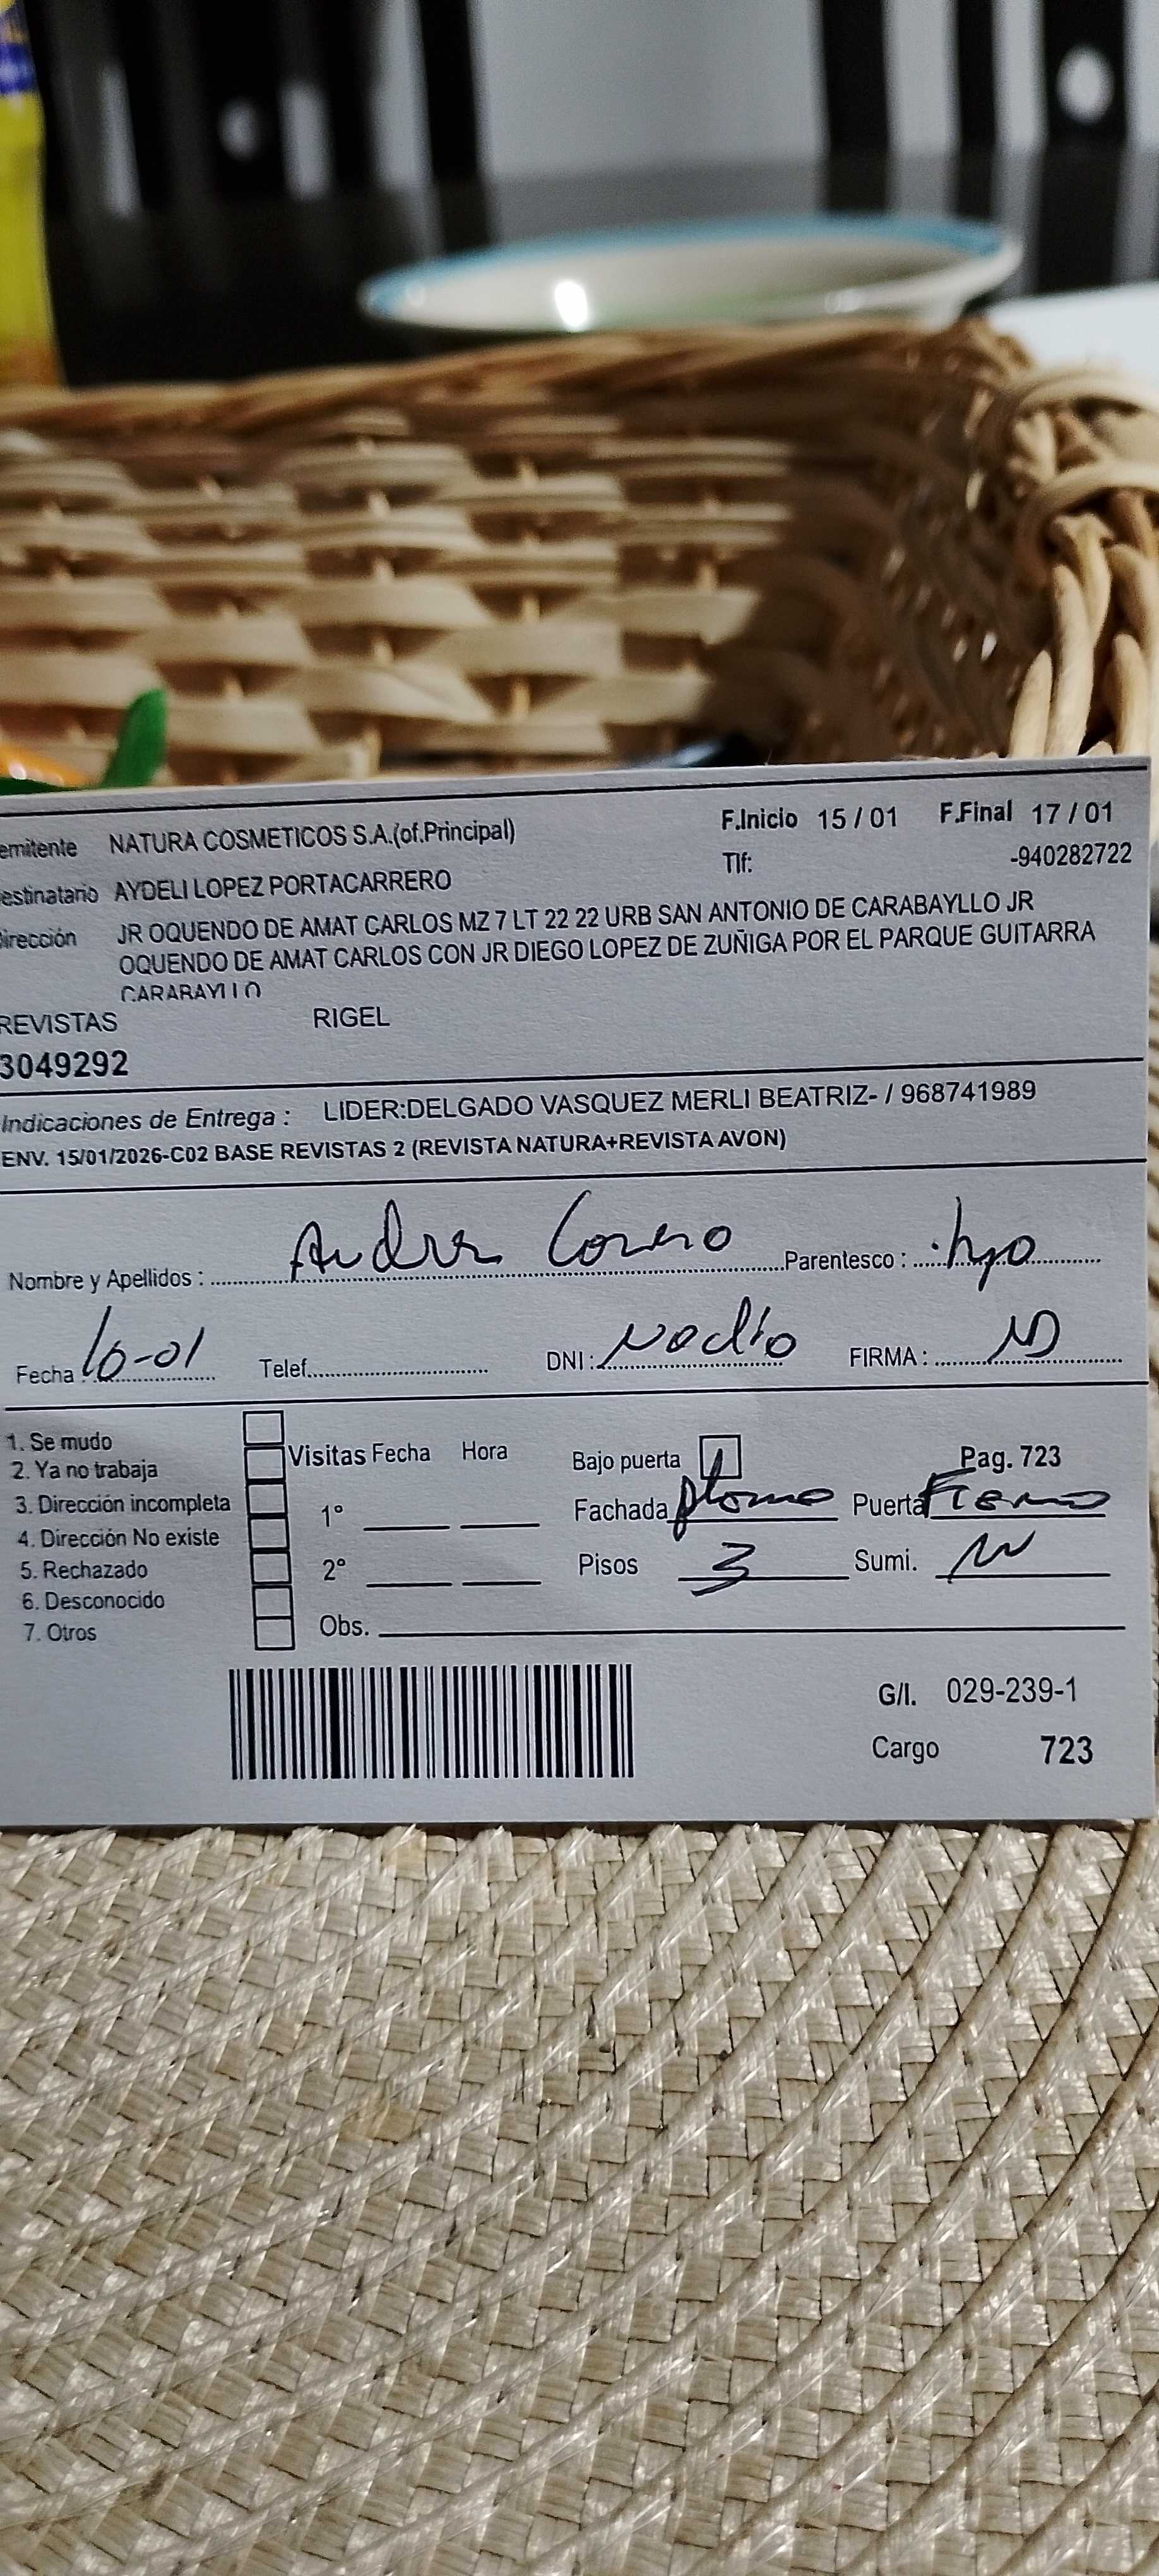 emitente NATURA COSMETICOS S.A.(of.Principal) F.Inicio 15 / 01 F.Final 17 / 01
Tlf: -940282722
estinatario AYDELI LOPEZ PORTACARRERO
irección JR OQUENDO DE AMAT CARLOS MZ 7 LT 22 22 URB SAN ANTONIO DE CARABAYLLO JR
OQUENDO DE AMAT CARLOS CON JR DIEGO LOPEZ DE ZUÑIGA POR EL PARQUE GUITARRA
CARABAYLLO
REVISTAS RIGEL
3049292
Indicaciones de Entrega : LIDER:DELGADO VASQUEZ MERLI BEATRIZ- / 968741989
ENV. 15/01/2026-C02 BASE REVISTAS 2 (REVISTA NATURA+REVISTA AVON)
Nombre y Apellidos : Parentesco : hijo
Fecha : 16-01 Telef. DNI : No dio FIRMA :
1. Se mudo
2. Ya no trabaja Visitas Fecha Hora Bajo puerta Pag. 723
3. Dirección incompleta 1° Fachada plomo Puerta Fierro
4. Dirección No existe
5. Rechazado 2° Pisos 3 Sumi.
6. Desconocido
7. Otros Obs.
G/I. 029-239-1
Cargo 723